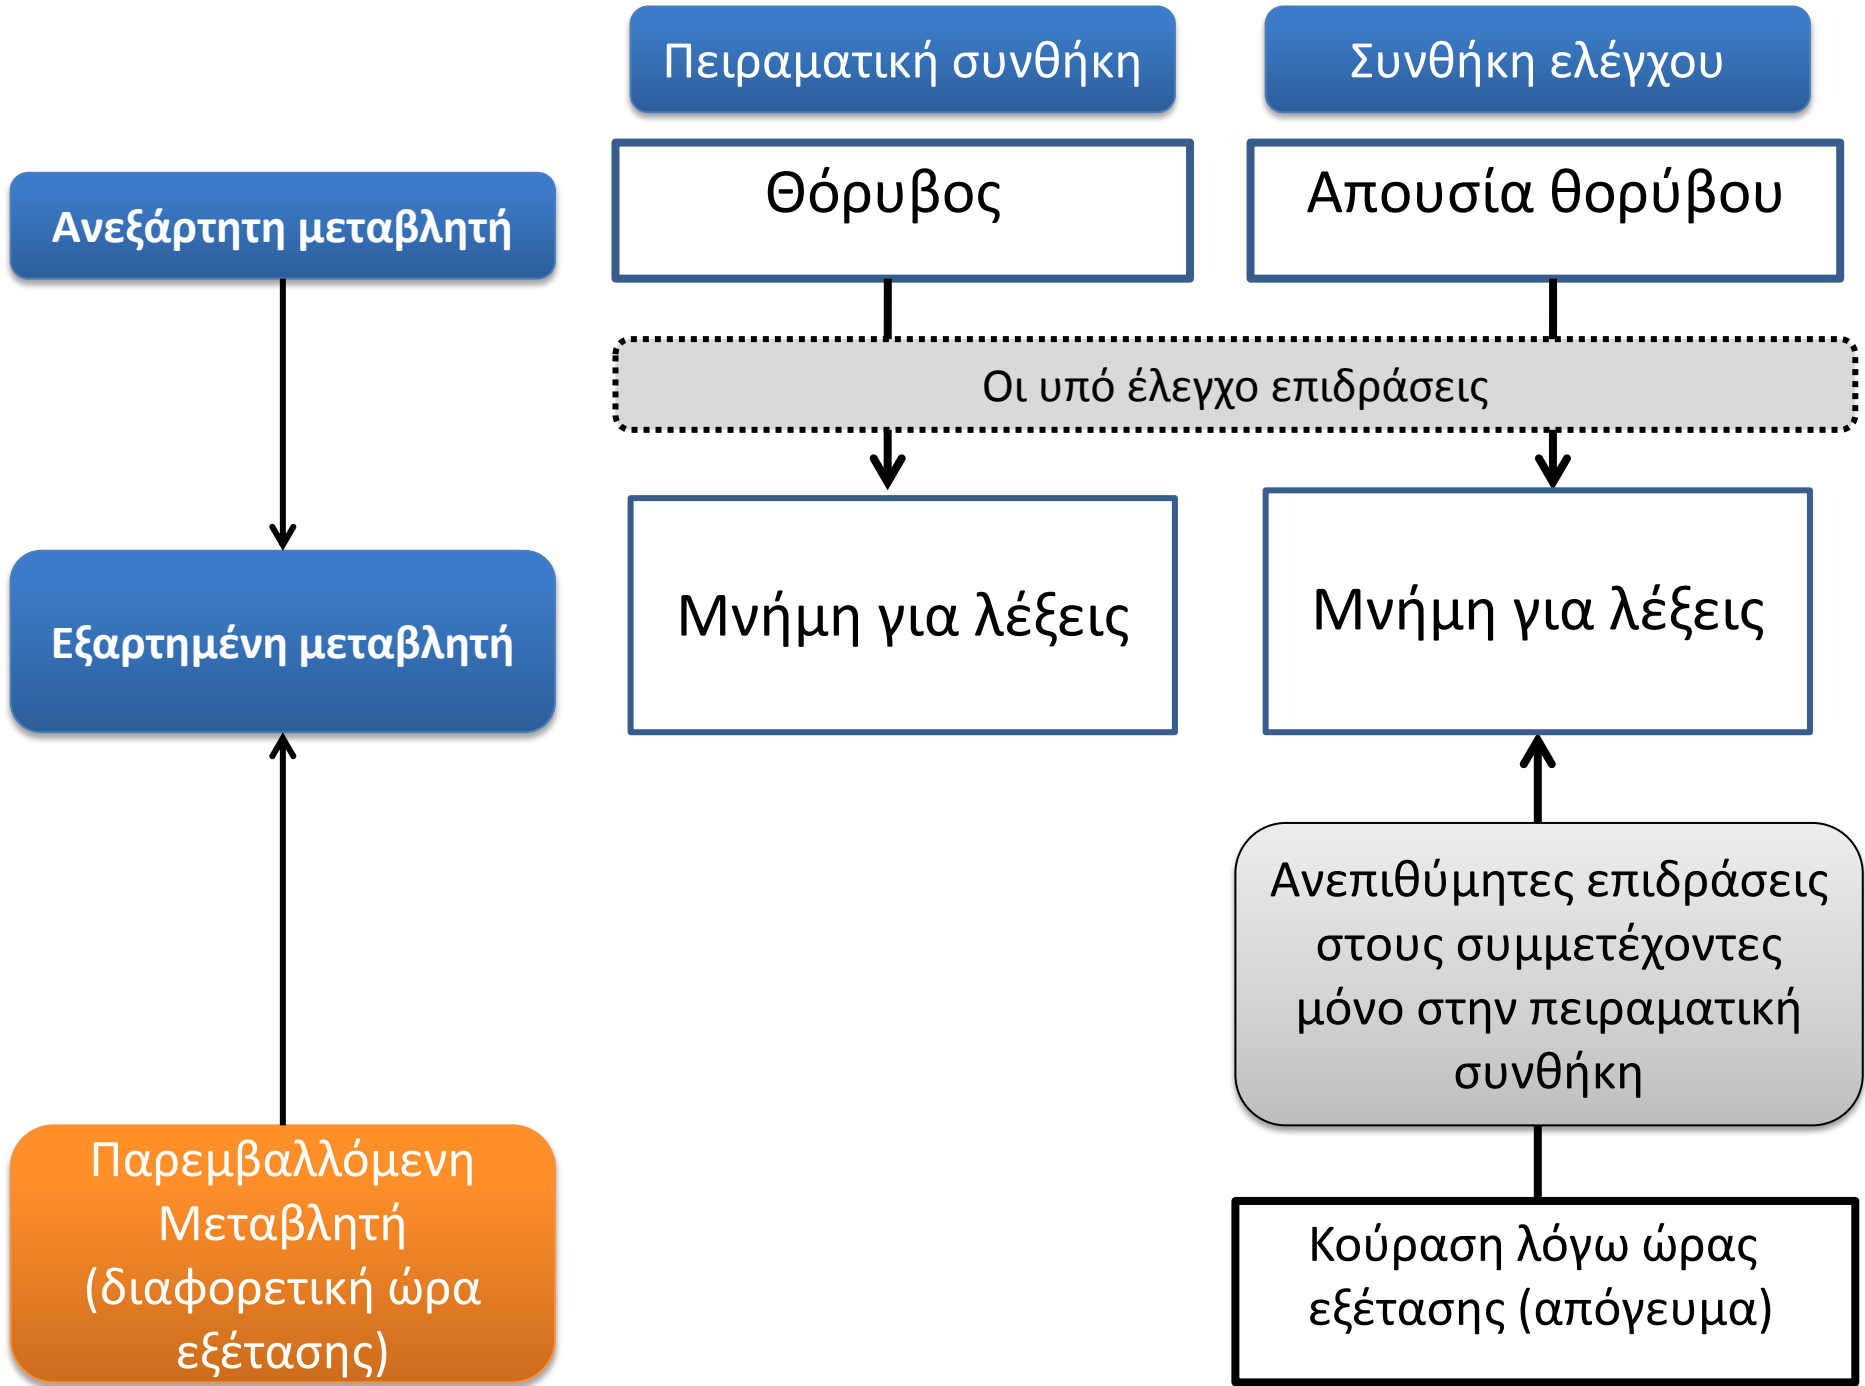 Πειραματική συνθήκη
Συνθήκη ελέγχου
Ανεξάρτητη μεταβλητή
Θόρυβος
Απουσία θορύβου
Οι υπό έλεγχο επιδράσεις
Εξαρτημένη μεταβλητή
Μνήμη για λέξεις
Μνήμη για λέξεις
Ανεπιθύμητες επιδράσεις
στους συμμετέχοντες
μόνο στην πειραματική
συνθήκη
Παρεμβαλλόμενη
Μεταβλητή
(διαφορετική ώρα
εξέτασης)
Κούραση λόγω ώρας
εξέτασης (απόγευμα)